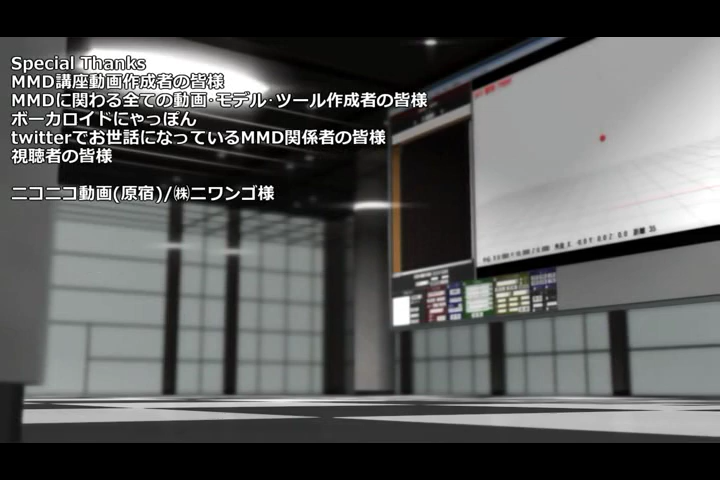 Special Thanks
MMD講座動画作成者の皆様
MMDに関わる全ての動画・モデル・ツール作成者の皆様
ボーカロイドにゃっぽん
twitterでお世話になっているMMD関係者の皆様
視聴者の皆様
ニコニコ動画(原宿)/㈱ニワンゴ様